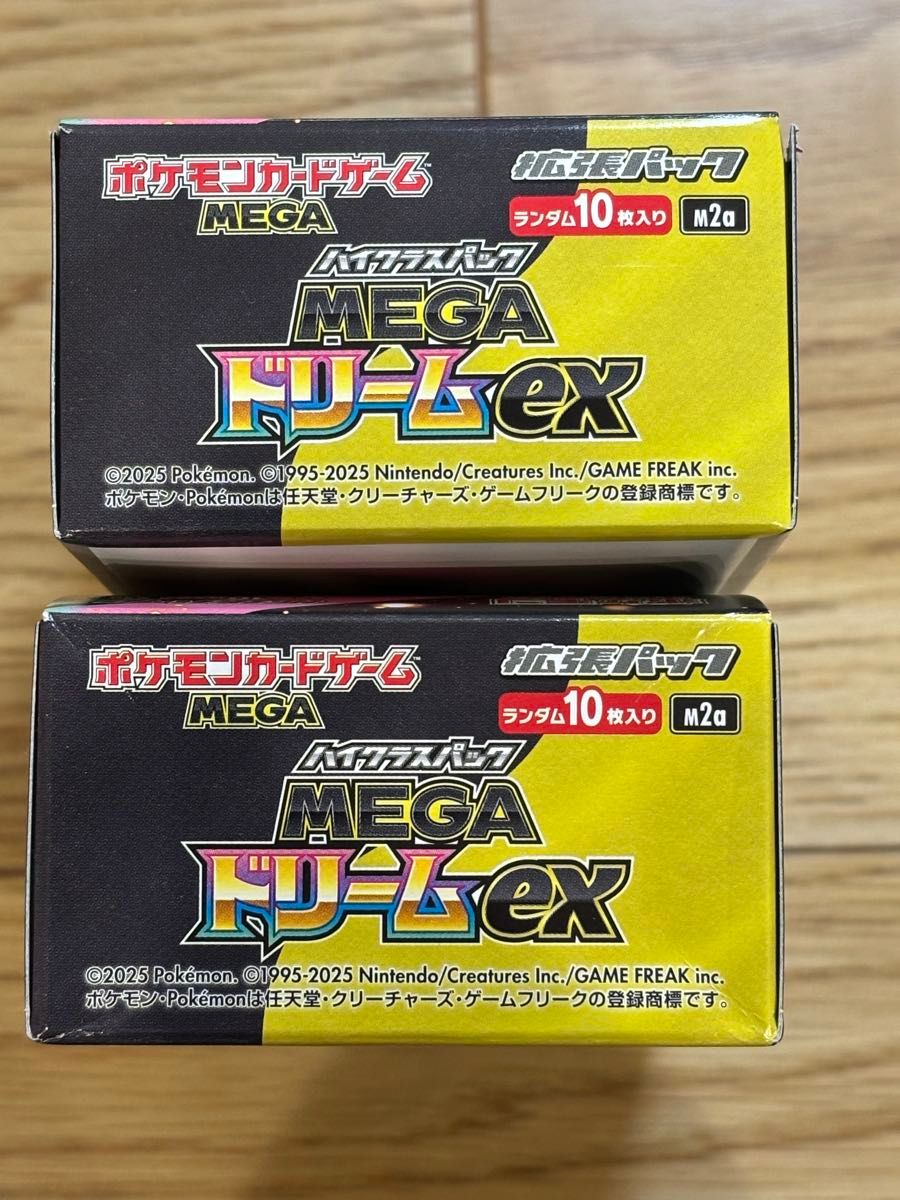 ポケモンカードゲーム™
MEGA
拡張パック
ランダム10枚入り M2a
ハイクラスパック
MEGA
ドリームex
©2025 Pokémon. ©1995-2025 Nintendo/Creatures Inc./GAME FREAK inc.
ポケモン・Pokémonは任天堂・クリーチャーズ・ゲームフリークの登録商標です。
ポケモンカードゲーム™
MEGA
拡張パック
ランダム10枚入り M2a
ハイクラスパック
MEGA
ドリームex
©2025 Pokémon. ©1995-2025 Nintendo/Creatures Inc./GAME FREAK inc.
ポケモン・Pokémonは任天堂・クリーチャーズ・ゲームフリークの登録商標です。